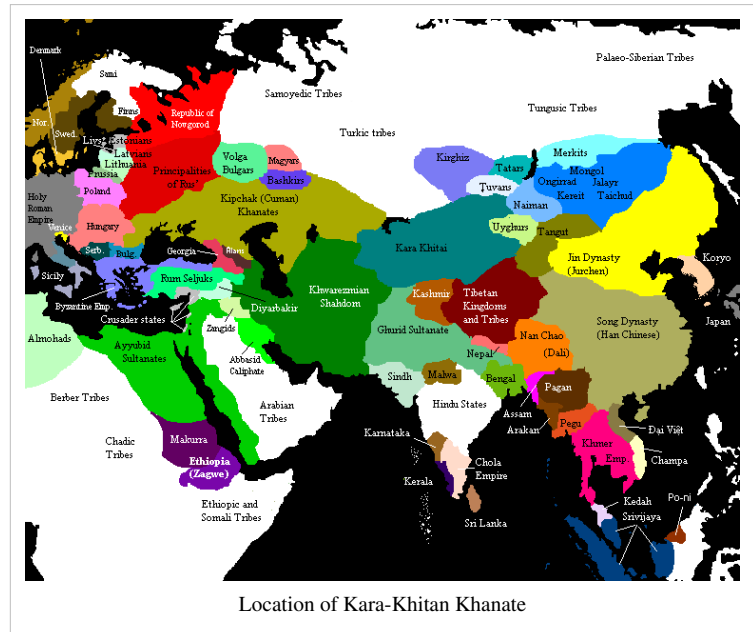 Denmark
Palaeo-Siberian Tribes
Sami
Samoyedic Tribes
Finns
Republic of
Novgorod
Tungusic Tribes
Nor.
Swed.
Turkic tribes
Livs
Estonians
Latvians
Lithuania
Prussia
Principalities
of Rus'
Volga
Bulgars
Magyars
Bashkirs
Kirghiz
Tatars
Merkits
Tuvans
Mongol
Ongirrad
Jalayr
Kereit
Taichud
Naiman
Holy
Roman
Empire
Poland
Kipchak (Cuman)
Khanates
Venice
Hungary
Uyghurs
Tangut
Kara Khitai
Serb.
Bulg.
Georgia
Alans
Jin Dynasty
(Jurchen)
Koryo
Sicily
Rum Seljuks
Khwarezmian
Shahdom
Kashmir
Tibetan
Kingdoms
and Tribes
Byzantine Emp.
Diyarbakir
Japan
Crusader states
Zangids
Ghurid Sultanate
Song Dynasty
(Han Chinese)
Almohads
Ayyubid
Sultanates
Abbasid
Caliphate
Nan Chao
(Dali)
Nepal
Sindh
Malwa
Bengal
Pagan
Berber Tribes
Arabian
Tribes
Hindu States
Assam
Arakan
Pegu
Dai Việt
Chadic
Tribes
Makurra
Karnataka
Khmer
Emp.
Champa
Ethiopia
(Zagwe)
Chola
Empire
Kerala
Kedah
Po-ni
Ethiopic and
Somali Tribes
Sri Lanka
Srivijaya
Location of Kara-Khitan Khanate